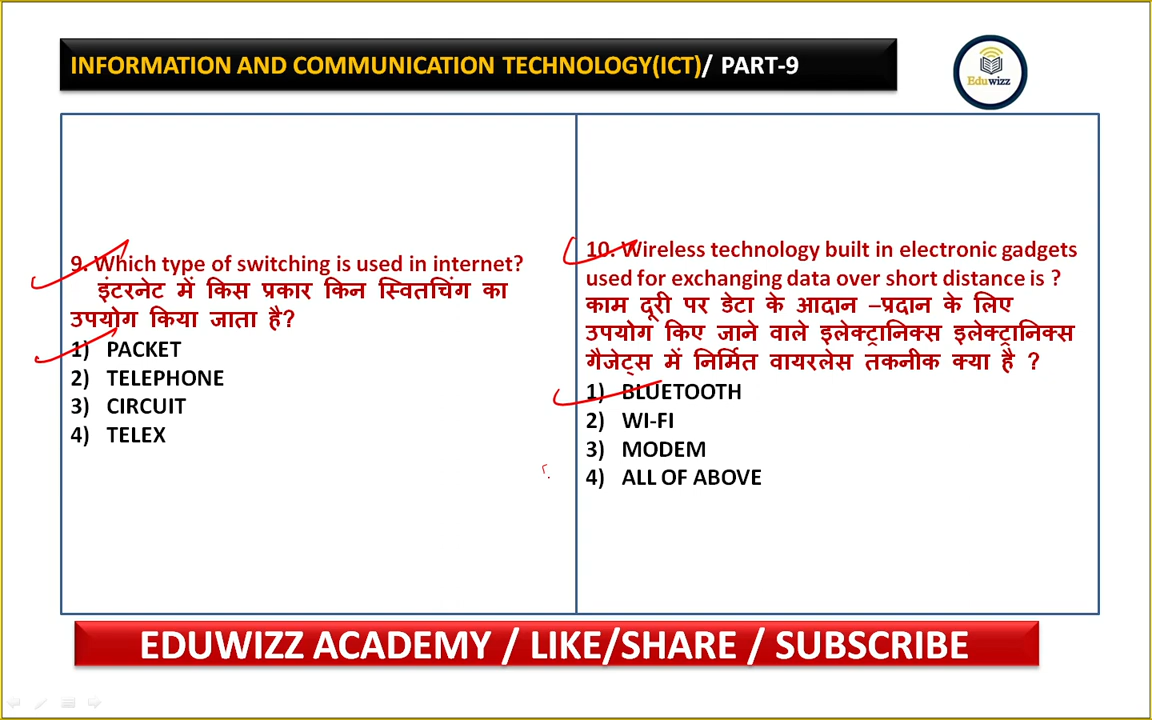 INFORMATION AND COMMUNICATION TECHNOLOGY(ICT)/ PART-9
Eduwizz
9. Which type of switching is used in internet?
इंटरनेट में किस प्रकार किन स्वितचिंग का
उपयोग किया जाता है?
1) PACKET
2) TELEPHONE
3) CIRCUIT
4) TELEX
10. Wireless technology built in electronic gadgets
used for exchanging data over short distance is ?
काम दूरी पर डेटा के आदान –प्रदान के लिए
उपयोग किए जाने वाले इलेक्ट्रानिक्स इलेक्ट्रानिक्स
गैजेट्स में निर्मित वायरलेस तकनीक क्या है ?
1) BLUETOOTH
2) WI-FI
3) MODEM
4) ALL OF ABOVE
EDUWIZZ ACADEMY / LIKE/SHARE / SUBSCRIBE